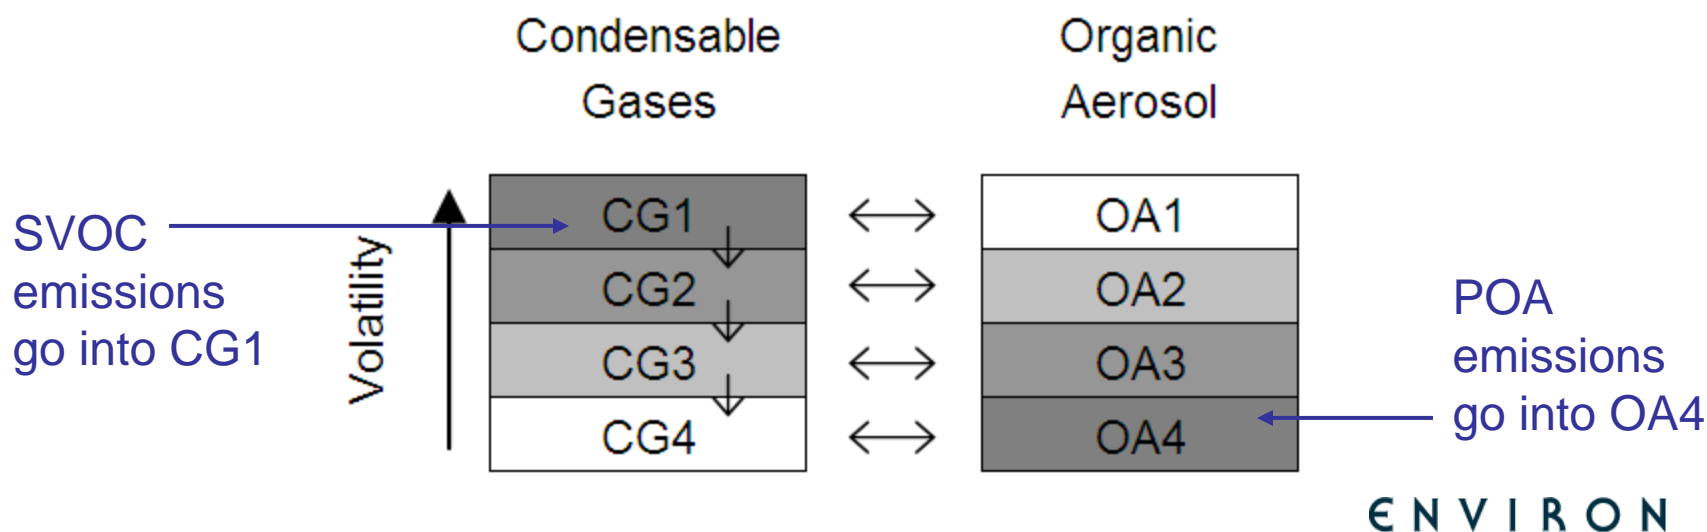 Condensable
Gases
Organic
Aerosol
SVOC
emissions
go into CG1
Volatility
CG1
CG2
CG3
CG4
OA1
OA2
OA3
OA4
POA
emissions
go into OA4
ENVIRON